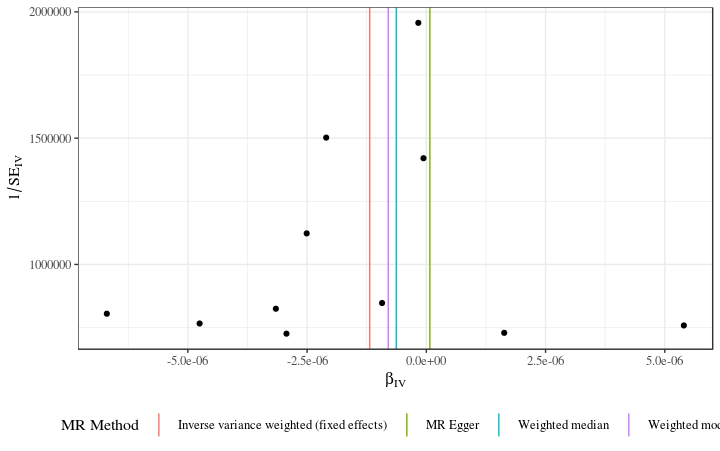 2000000
1500000
1000000
1/SE_IV
-5.0e-06 -2.5e-06 0.0e+00 2.5e-06 5.0e-06
β_IV
MR Method Inverse variance weighted (fixed effects) MR Egger Weighted median Weighted